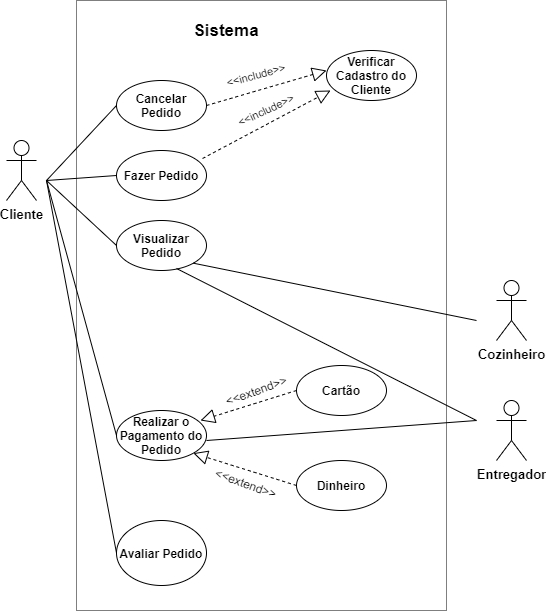 Sistema
<<include>>
Verificar
Cadastro do
Cliente
Cancelar
Pedido
<<include>>
Fazer Pedido
Cliente
Visualizar
Pedido
Cozinheiro
<<extend>>
Cartão
Realizar o
Pagamento do
Pedido
Entregador
<<extend>>
Dinheiro
Avaliar Pedido